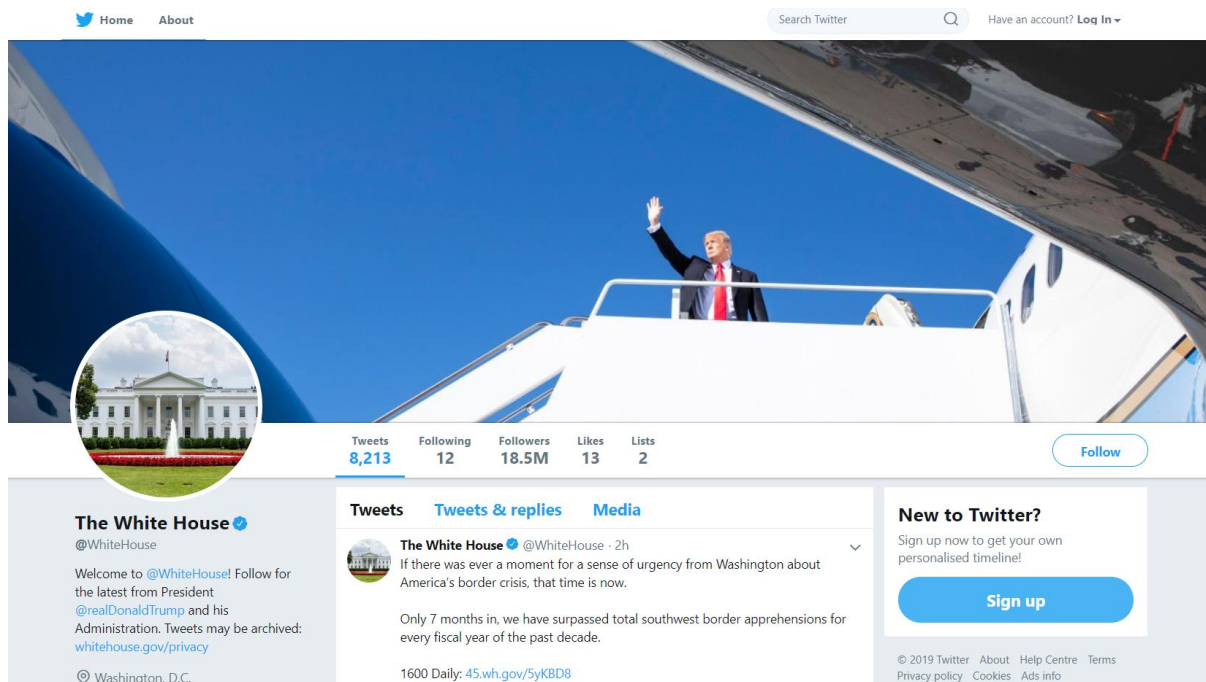 Home About
Search Twitter
Have an account? Log In
Tweets Following Followers Likes Lists
8,213 12 18.5M 13 2
Follow
The White House
@WhiteHouse
Welcome to @WhiteHouse! Follow for
the latest from President
@realDonaldTrump and his
Administration. Tweets may be archived:
whitehouse.gov/privacy
Washington, D.C.
Tweets Tweets & replies Media
The White House @WhiteHouse · 2h
If there was ever a moment for a sense of urgency from Washington about
America's border crisis, that time is now.
Only 7 months in, we have surpassed total southwest border apprehensions for
every fiscal year of the past decade.
1600 Daily: 45.wh.gov/5yKBD8
New to Twitter?
Sign up now to get your own
personalised timeline!
Sign up
© 2019 Twitter About Help Centre Terms
Privacy policy Cookies Ads info